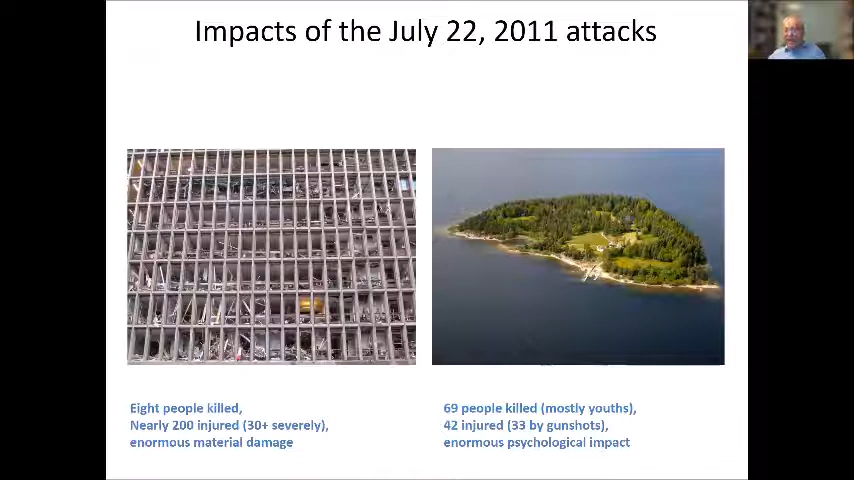 Impacts of the July 22, 2011 attacks
Eight people killed,
Nearly 200 injured (30+ severely),
enormous material damage
69 people killed (mostly youths),
42 injured (33 by gunshots),
enormous psychological impact